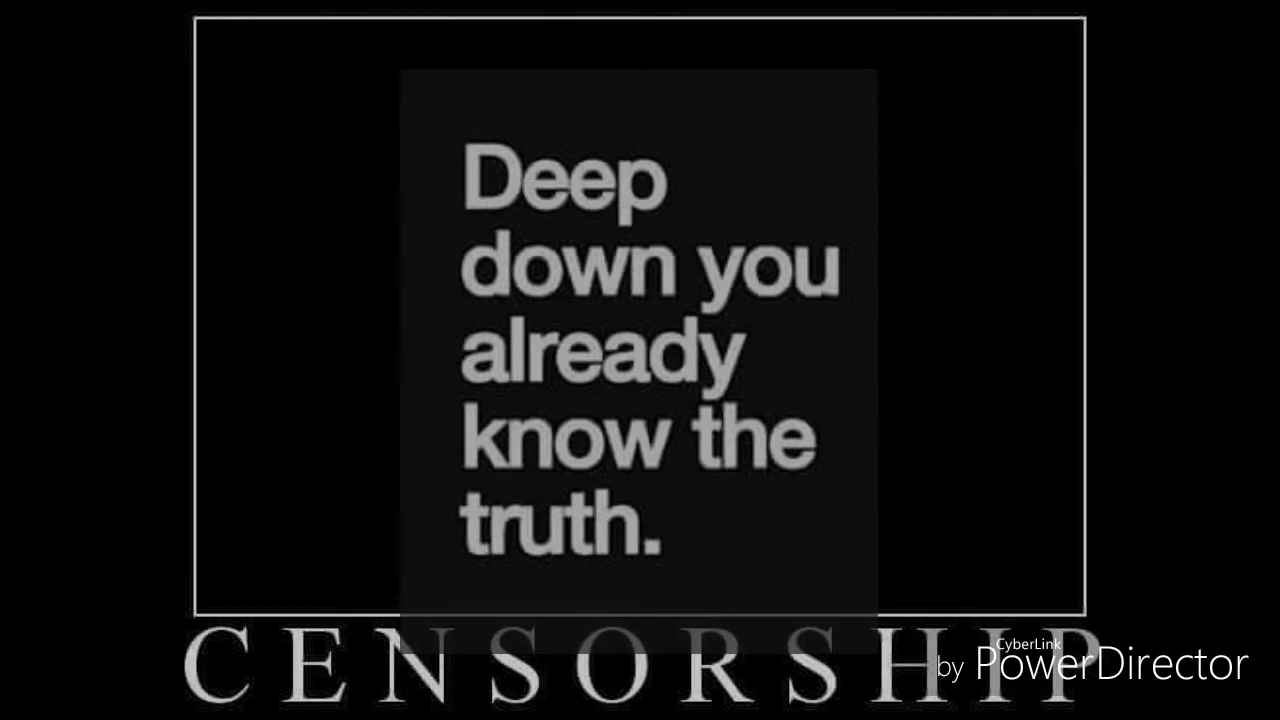 Deep
down you
already
know the
truth.
CENSORSHIP
CyberLink
by PowerDirector